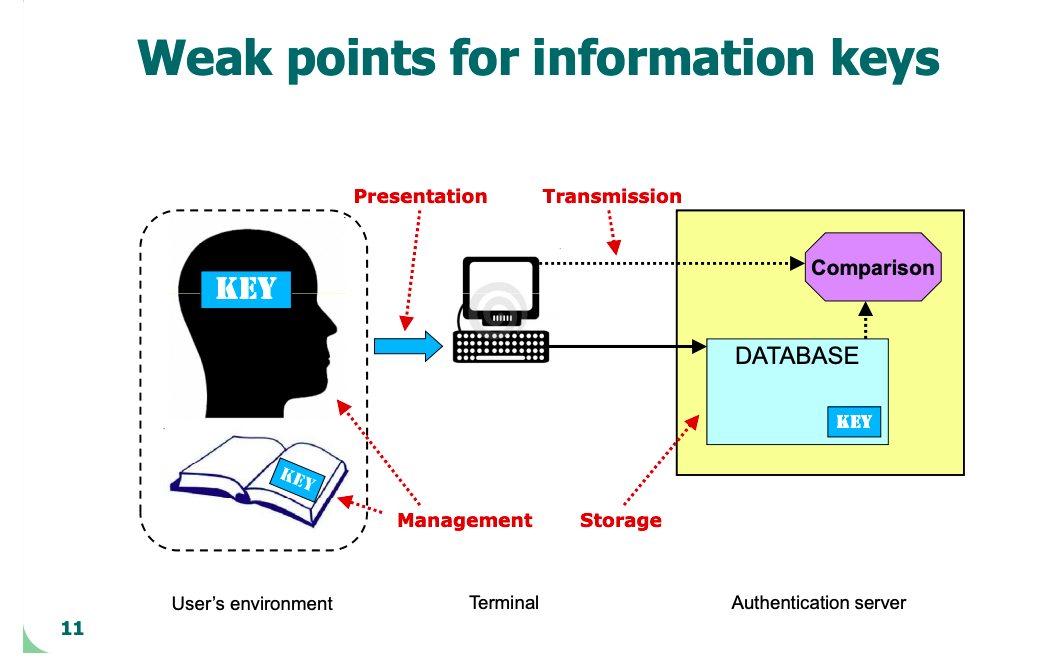 Weak points for information keys
Presentation
Transmission
KEY
Comparison
DATABASE
KEY
KEY
Management
Storage
User’s environment
Terminal
Authentication server
11